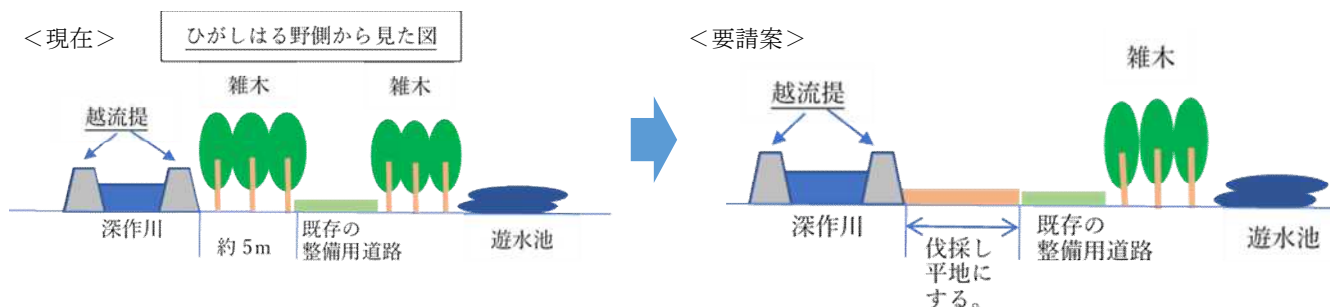 <現在>
ひがしはる野側から見た図
雑木
雑木
越流提
深作川
約5m
既存の
整備用道路
遊水池
<要請案>
雑木
越流提
深作川
伐採し
平地に
する。
既存の
整備用道路
遊水池